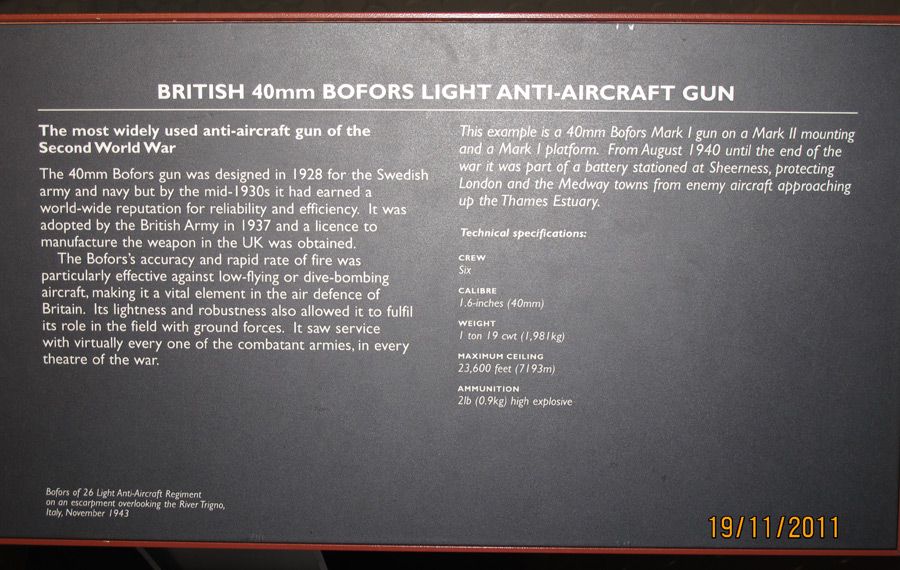 BRITISH 40mm BOFORS LIGHT ANTI-AIRCRAFT GUN
The most widely used anti-aircraft gun of the
Second World War
The 40mm Bofors gun was designed in 1928 for the Swedish
army and navy but by the mid-1930s it had earned a
world-wide reputation for reliability and efficiency. It was
adopted by the British Army in 1937 and a licence to
manufacture the weapon in the UK was obtained.
The Bofors's accuracy and rapid rate of fire was
particularly effective against low-flying or dive-bombing
aircraft, making it a vital element in the air defence of
Britain. Its lightness and robustness also allowed it to fulfil
its role in the field with ground forces. It saw service
with virtually every one of the combatant armies, in every
theatre of the war.
Bofors of 26 Light Anti-Aircraft Regiment
on an escarpment overlooking the River Trigno,
Italy, November 1943
This example is a 40mm Bofors Mark I gun on a Mark II mounting
and a Mark I platform. From August 1940 until the end of the
war it was part of a battery stationed at Sheerness, protecting
London and the Medway towns from enemy aircraft approaching
up the Thames Estuary.
Technical specifications:
CREW
Six
CALIBRE
1.6-inches (40mm)
WEIGHT
1 ton 19 cwt (1,981kg)
MAXIMUM CEILING
23,600 feet (7193m)
AMMUNITION
2lb (0.9kg) high explosive
19/11/2011